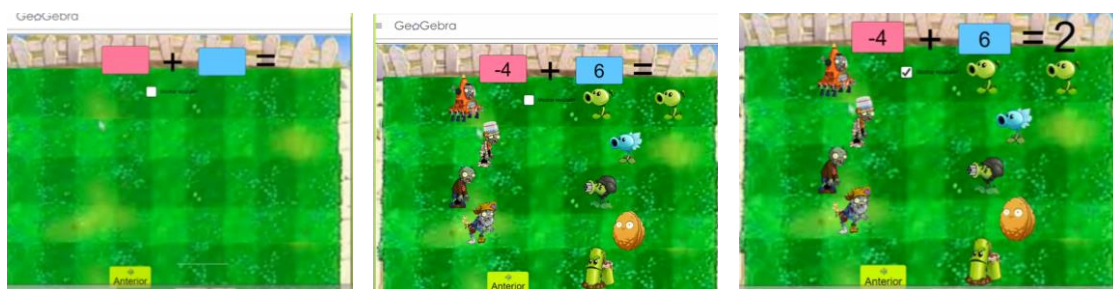 GeoGebra
+ =
Anterior
GeoGebra
-4 + 6 =
Anterior
-4 + 6 = 2
Anterior